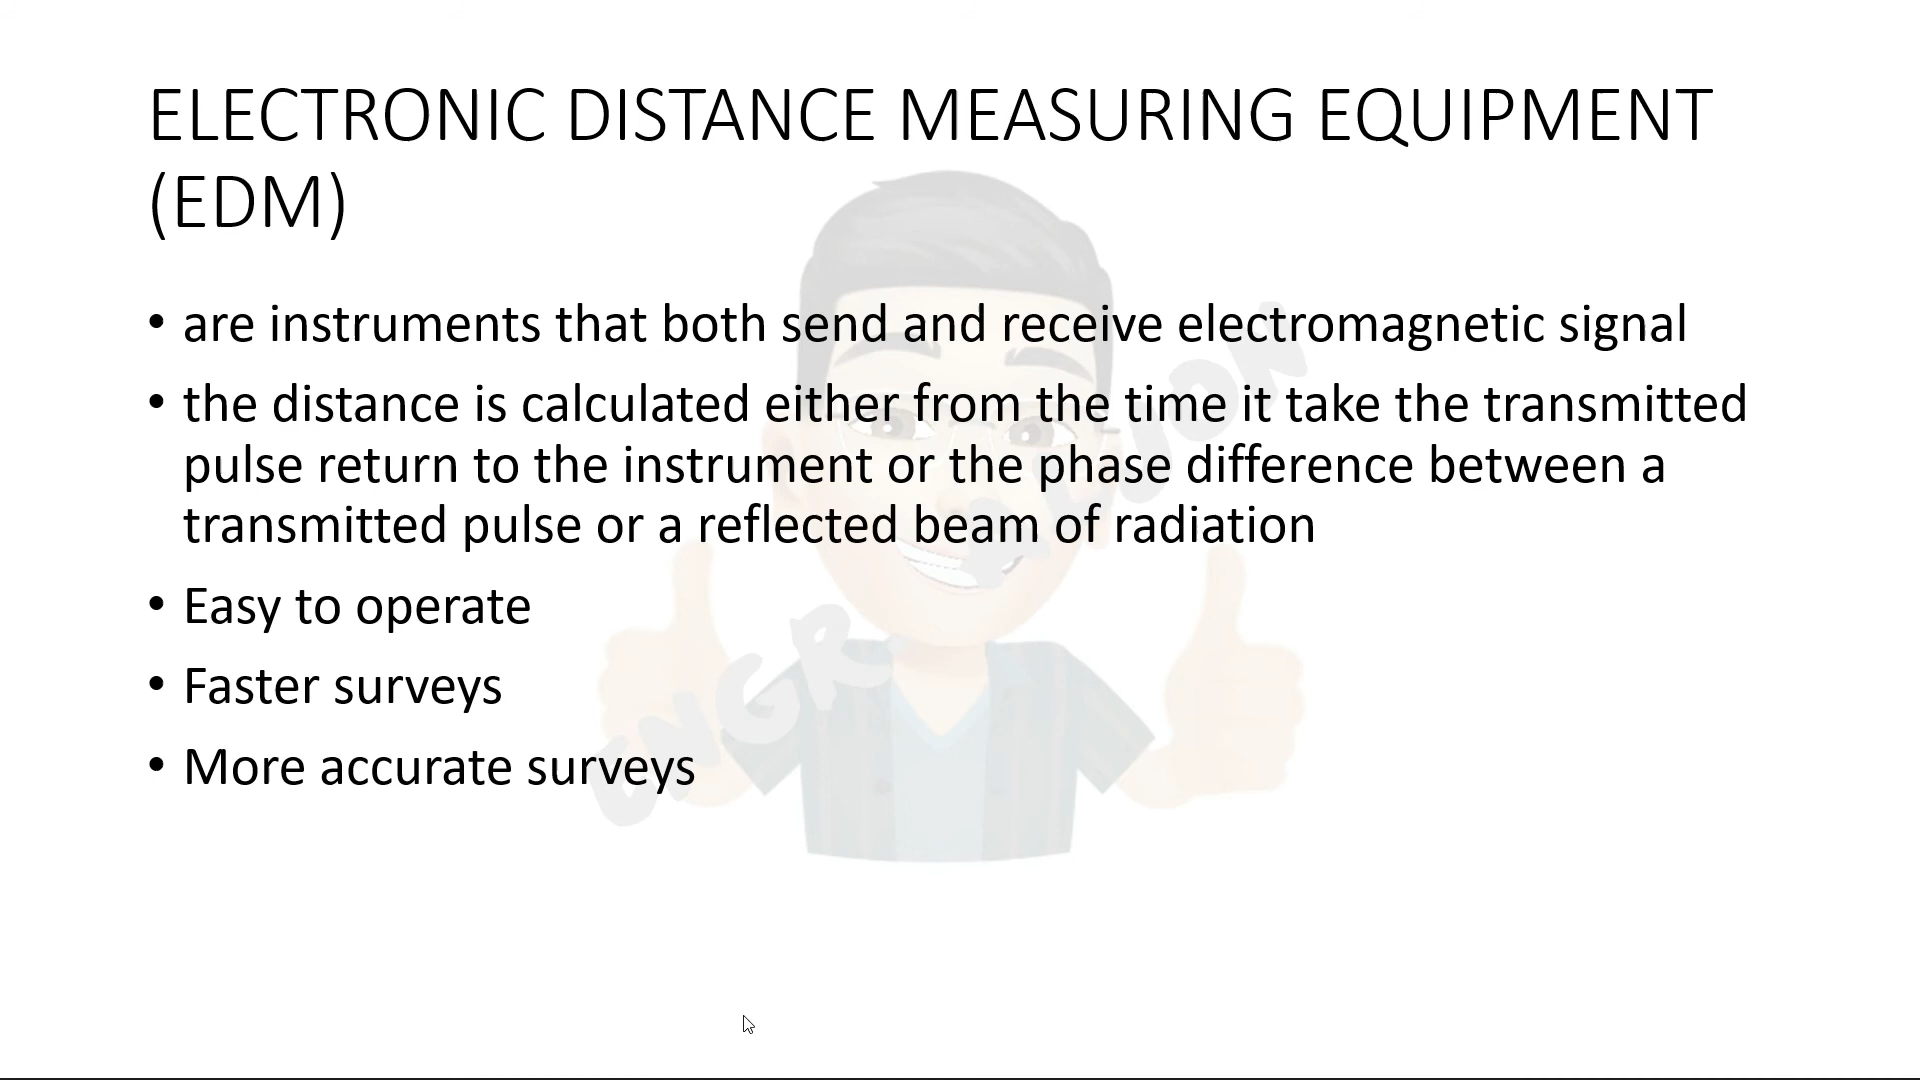 ELECTRONIC DISTANCE MEASURING EQUIPMENT
(EDM)
• are instruments that both send and receive electromagnetic signal
• the distance is calculated either from the time it take the transmitted
pulse return to the instrument or the phase difference between a
transmitted pulse or a reflected beam of radiation
• Easy to operate
• Faster surveys
• More accurate surveys
ENGR.